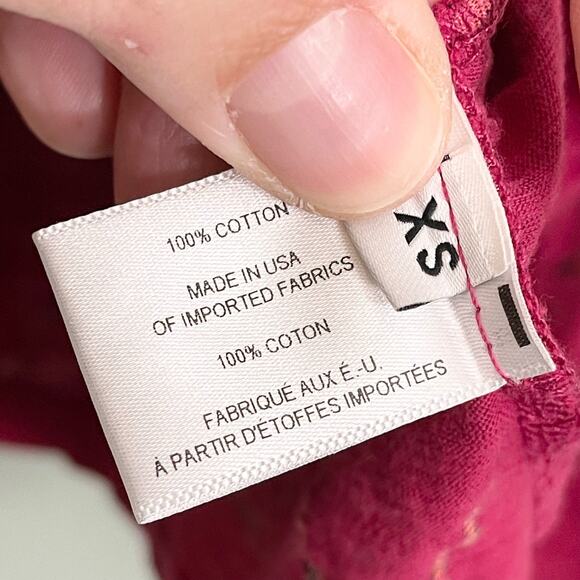 100% COTTON
MADE IN USA
OF IMPORTED FABRICS
100% COTON
FABRIQUÉ AUX É.-U.
À PARTIR D'ÉTOFFES IMPORTÉES
XS